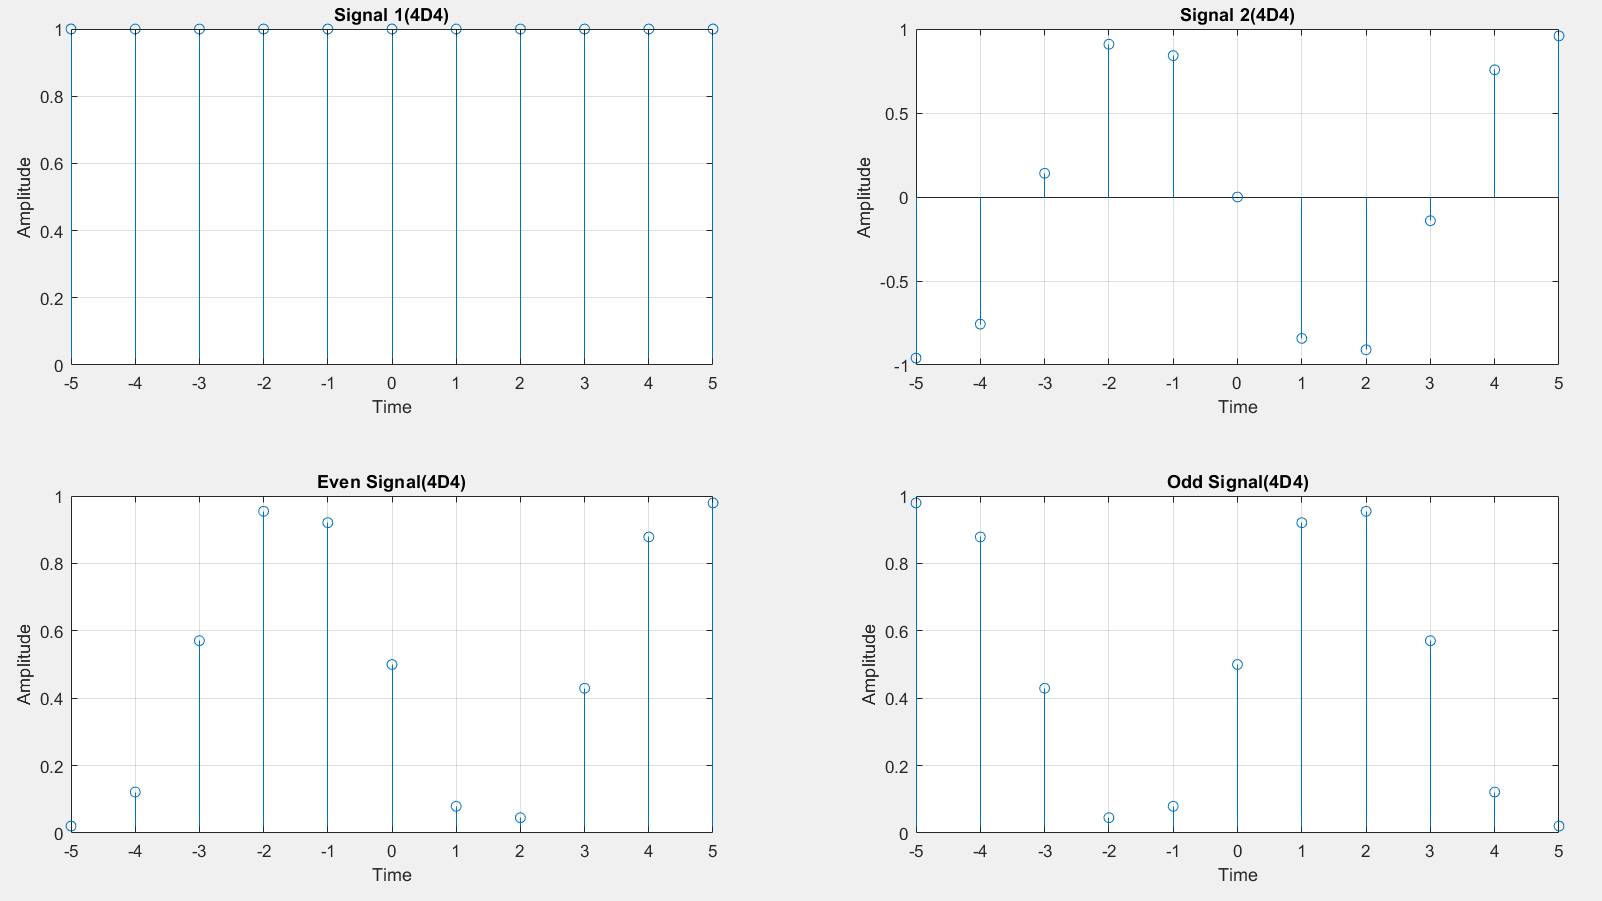 Signal 1(4D4)
1
0.8
0.6
0.4
0.2
0
Amplitude
-5 -4 -3 -2 -1 0 1 2 3 4 5
Time
Signal 2(4D4)
1
0.5
0
-0.5
-1
Amplitude
-5 -4 -3 -2 -1 0 1 2 3 4 5
Time
Even Signal(4D4)
1
0.8
0.6
0.4
0.2
0
Amplitude
-5 -4 -3 -2 -1 0 1 2 3 4 5
Time
Odd Signal(4D4)
1
0.8
0.6
0.4
0.2
0
Amplitude
-5 -4 -3 -2 -1 0 1 2 3 4 5
Time